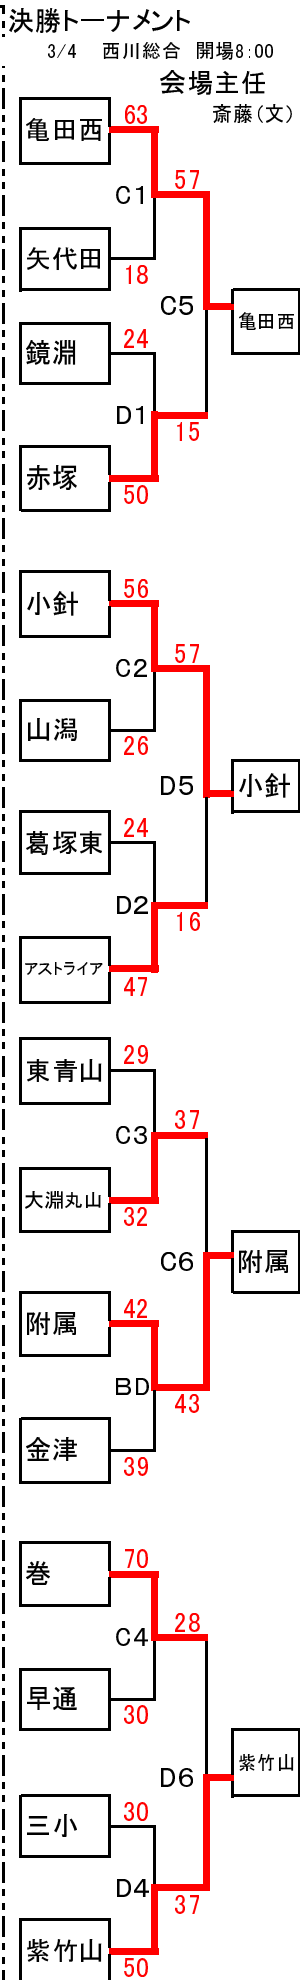 決勝トーナメント
3/4 西川総合 開場8:00
会場主任
斎藤(文)
亀田西
63
57
C1
矢代田
18
C5
亀田西
鏡淵
24
D1
15
赤塚
50
小針
56
57
C2
山潟
26
D5
小針
葛塚東
24
D2
16
アストライア
47
東青山
29
37
C3
大淵丸山
32
C6
附属
附属
42
BD
43
金津
39
巻
70
28
C4
早通
30
D6
紫竹山
三小
30
D4
37
紫竹山
50